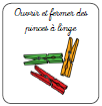 Ouvrir et fermer des
pinces à linge